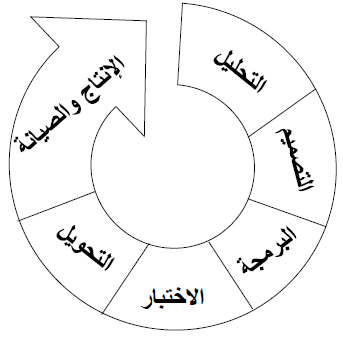 التحليل
التصميم
البرمجة
الاختبار
التحويل
الإنتاج والصيانة